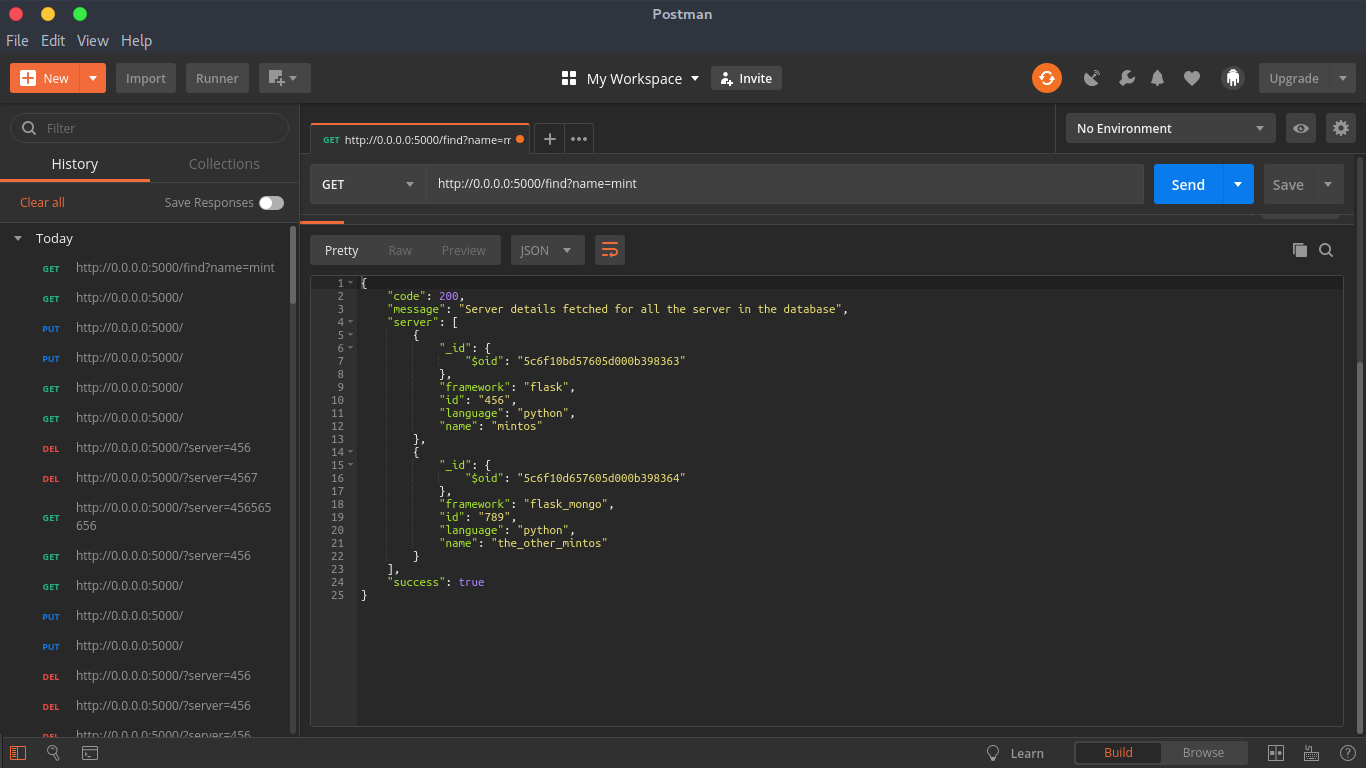 Postman
File Edit View Help
New Import Runner My Workspace Invite Upgrade
Filter
History Collections
Clear all Save Responses
Today
GET http://0.0.0.0:5000/find?name=mint
GET http://0.0.0.0:5000/
PUT http://0.0.0.0:5000/
PUT http://0.0.0.0:5000/
GET http://0.0.0.0:5000/
GET http://0.0.0.0:5000/
DEL http://0.0.0.0:5000/?server=456
DEL http://0.0.0.0:5000/?server=4567
GET http://0.0.0.0:5000/?server=456565
656
GET http://0.0.0.0:5000/?server=456
GET http://0.0.0.0:5000/
PUT http://0.0.0.0:5000/
PUT http://0.0.0.0:5000/
DEL http://0.0.0.0:5000/?server=456
DEL http://0.0.0.0:5000/?server=456
DEL http://0.0.0.0:5000/?server=456
GET http://0.0.0.0:5000/find?name=m
No Environment
GET http://0.0.0.0:5000/find?name=mint Send Save
Pretty Raw Preview JSON
1 {
2 "code": 200,
3 "message": "Server details fetched for all the server in the database",
4 "server": [
5 {
6 "_id": {
7 "$oid": "5c6f10bd57605d000b398363"
8 },
9 "framework": "flask",
10 "id": "456",
11 "language": "python",
12 "name": "mintos"
13 },
14 {
15 "_id": {
16 "$oid": "5c6f10d657605d000b398364"
17 },
18 "framework": "flask_mongo",
19 "id": "789",
20 "language": "python",
21 "name": "the_other_mintos"
22 }
23 ],
24 "success": true
25 }
Learn Build Browse